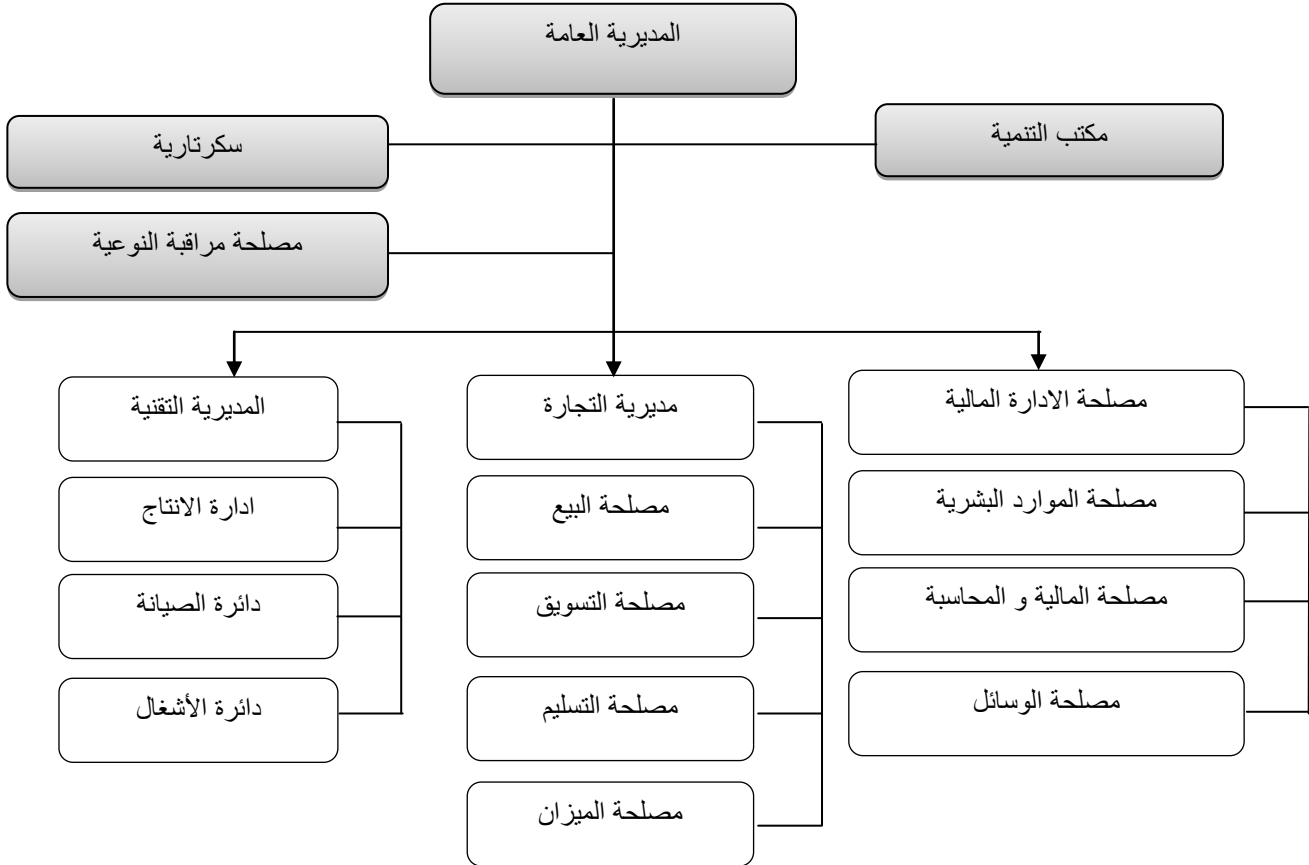 المديرية العامة
مكتب التنمية
سكرتارية
مصلحة مراقبة النوعية
مصلحة الادارة المالية
مصلحة الموارد البشرية
مصلحة المالية و المحاسبة
مصلحة الوسائل
مديرية التجارة
مصلحة البيع
مصلحة التسويق
مصلحة التسليم
مصلحة الميزان
المديرية التقنية
ادارة الانتاج
دائرة الصيانة
دائرة الأشغال